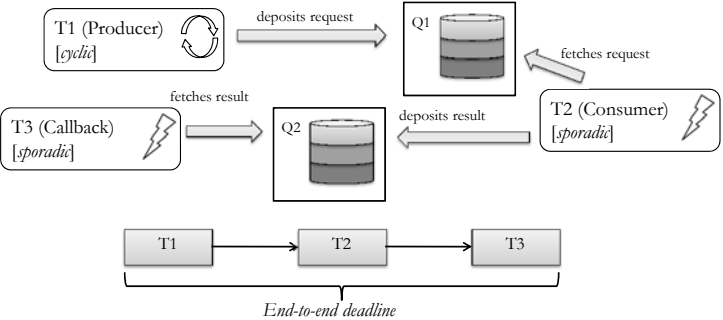 T1 (Producer)
[cyclic]
deposits request
Q1
fetches request
T3 (Callback)
[sporadic]
fetches result
Q2
deposits result
T2 (Consumer)
[sporadic]
T1
T2
T3
End-to-end deadline